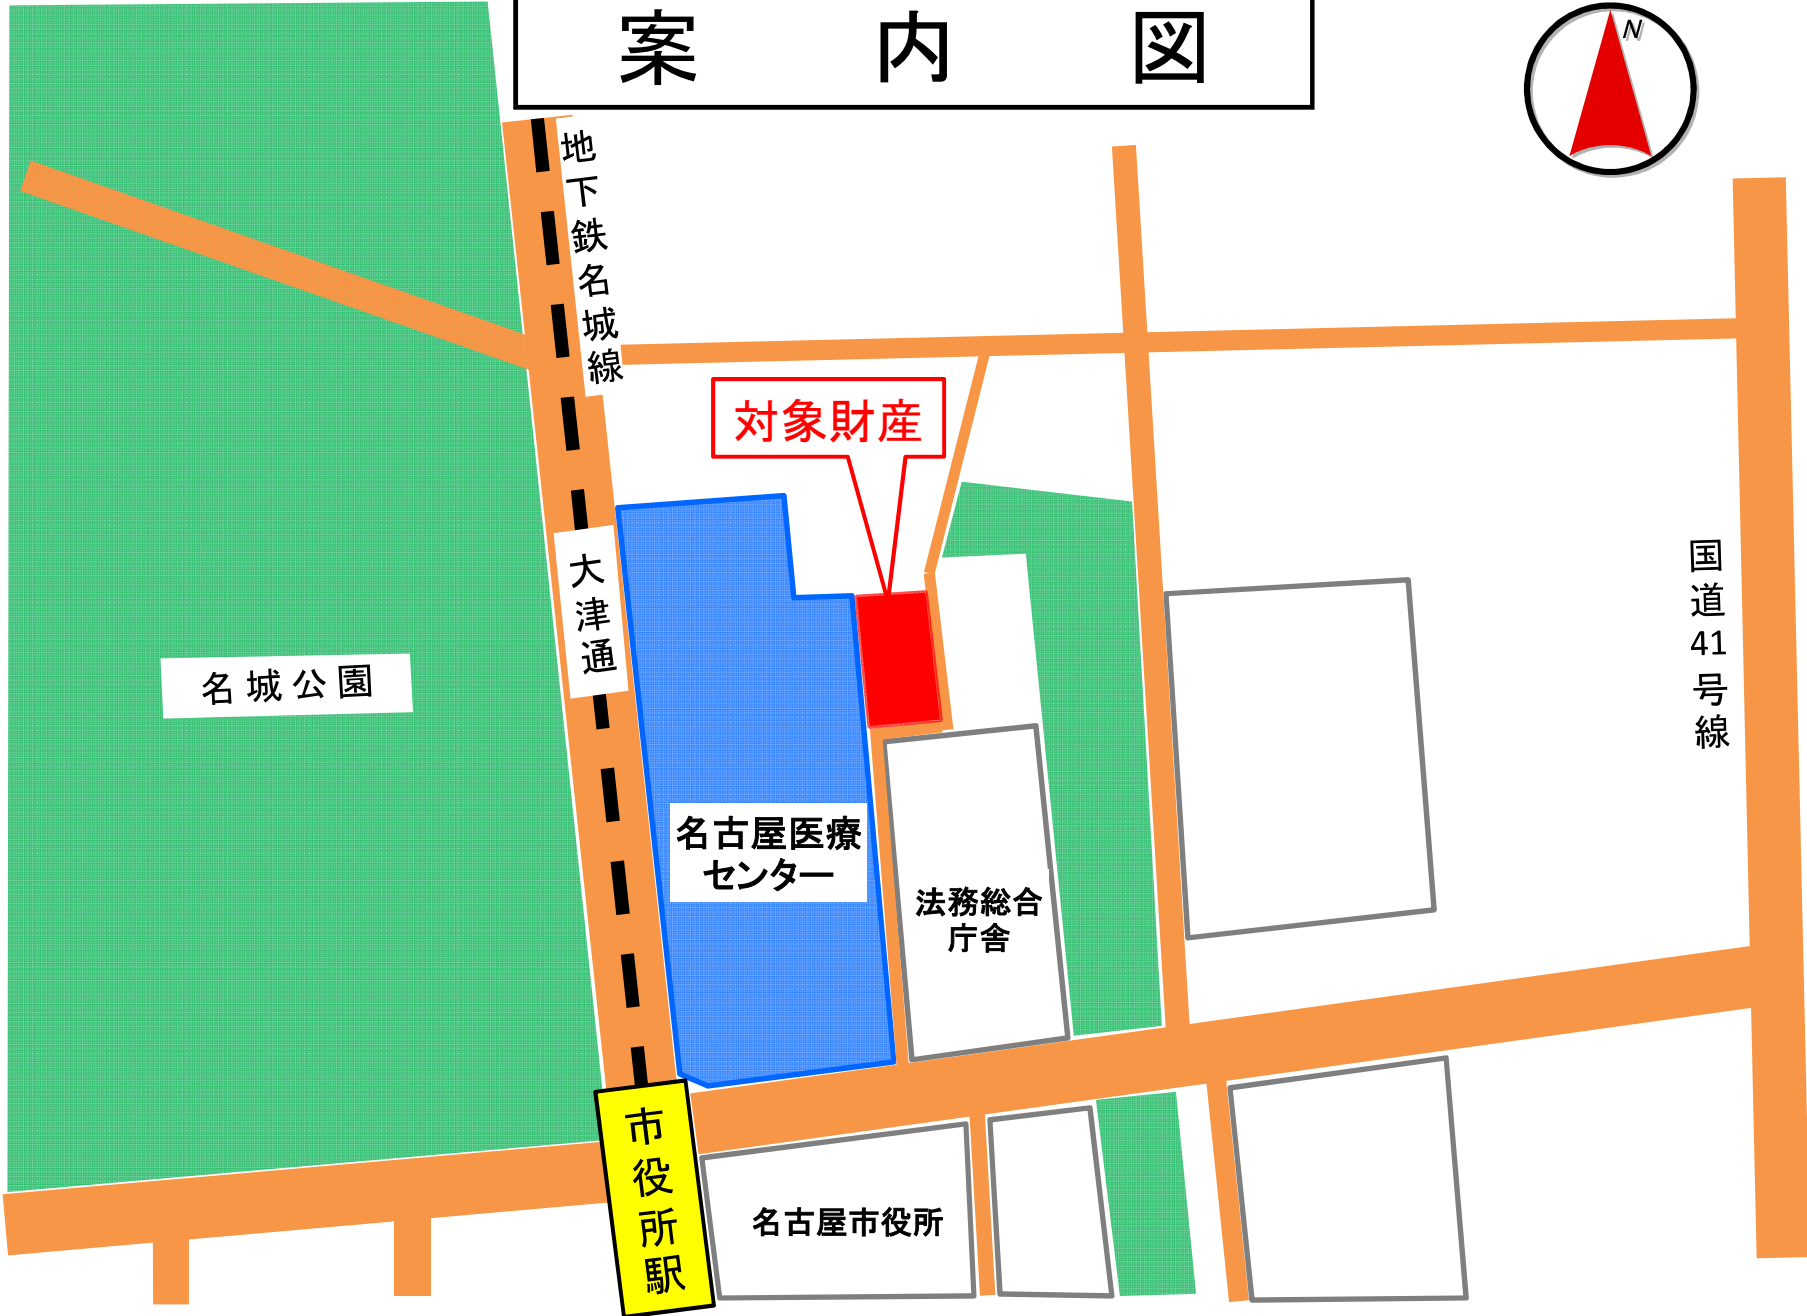 案内図
N
地下鉄名城線
対象財産
大津通
国道41号線
名城公園
名古屋医療
センター
法務総合
庁舎
市役所駅
名古屋市役所